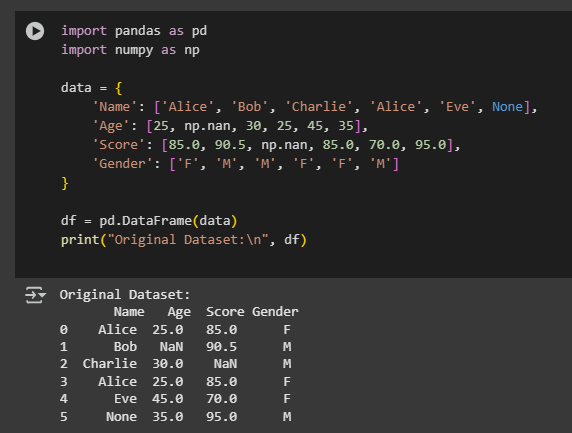 import pandas as pd
import numpy as np

data = {
    'Name': ['Alice', 'Bob', 'Charlie', 'Alice', 'Eve', None],
    'Age': [25, np.nan, 30, 25, 45, 35],
    'Score': [85.0, 90.5, np.nan, 85.0, 70.0, 95.0],
    'Gender': ['F', 'M', 'M', 'F', 'F', 'M']
}

df = pd.DataFrame(data)
print("Original Dataset:\n", df)

Original Dataset:
       Name   Age  Score Gender
0    Alice  25.0   85.0      F
1      Bob   NaN   90.5      M
2  Charlie  30.0    NaN      M
3    Alice  25.0   85.0      F
4      Eve  45.0   70.0      F
5     None  35.0   95.0      M